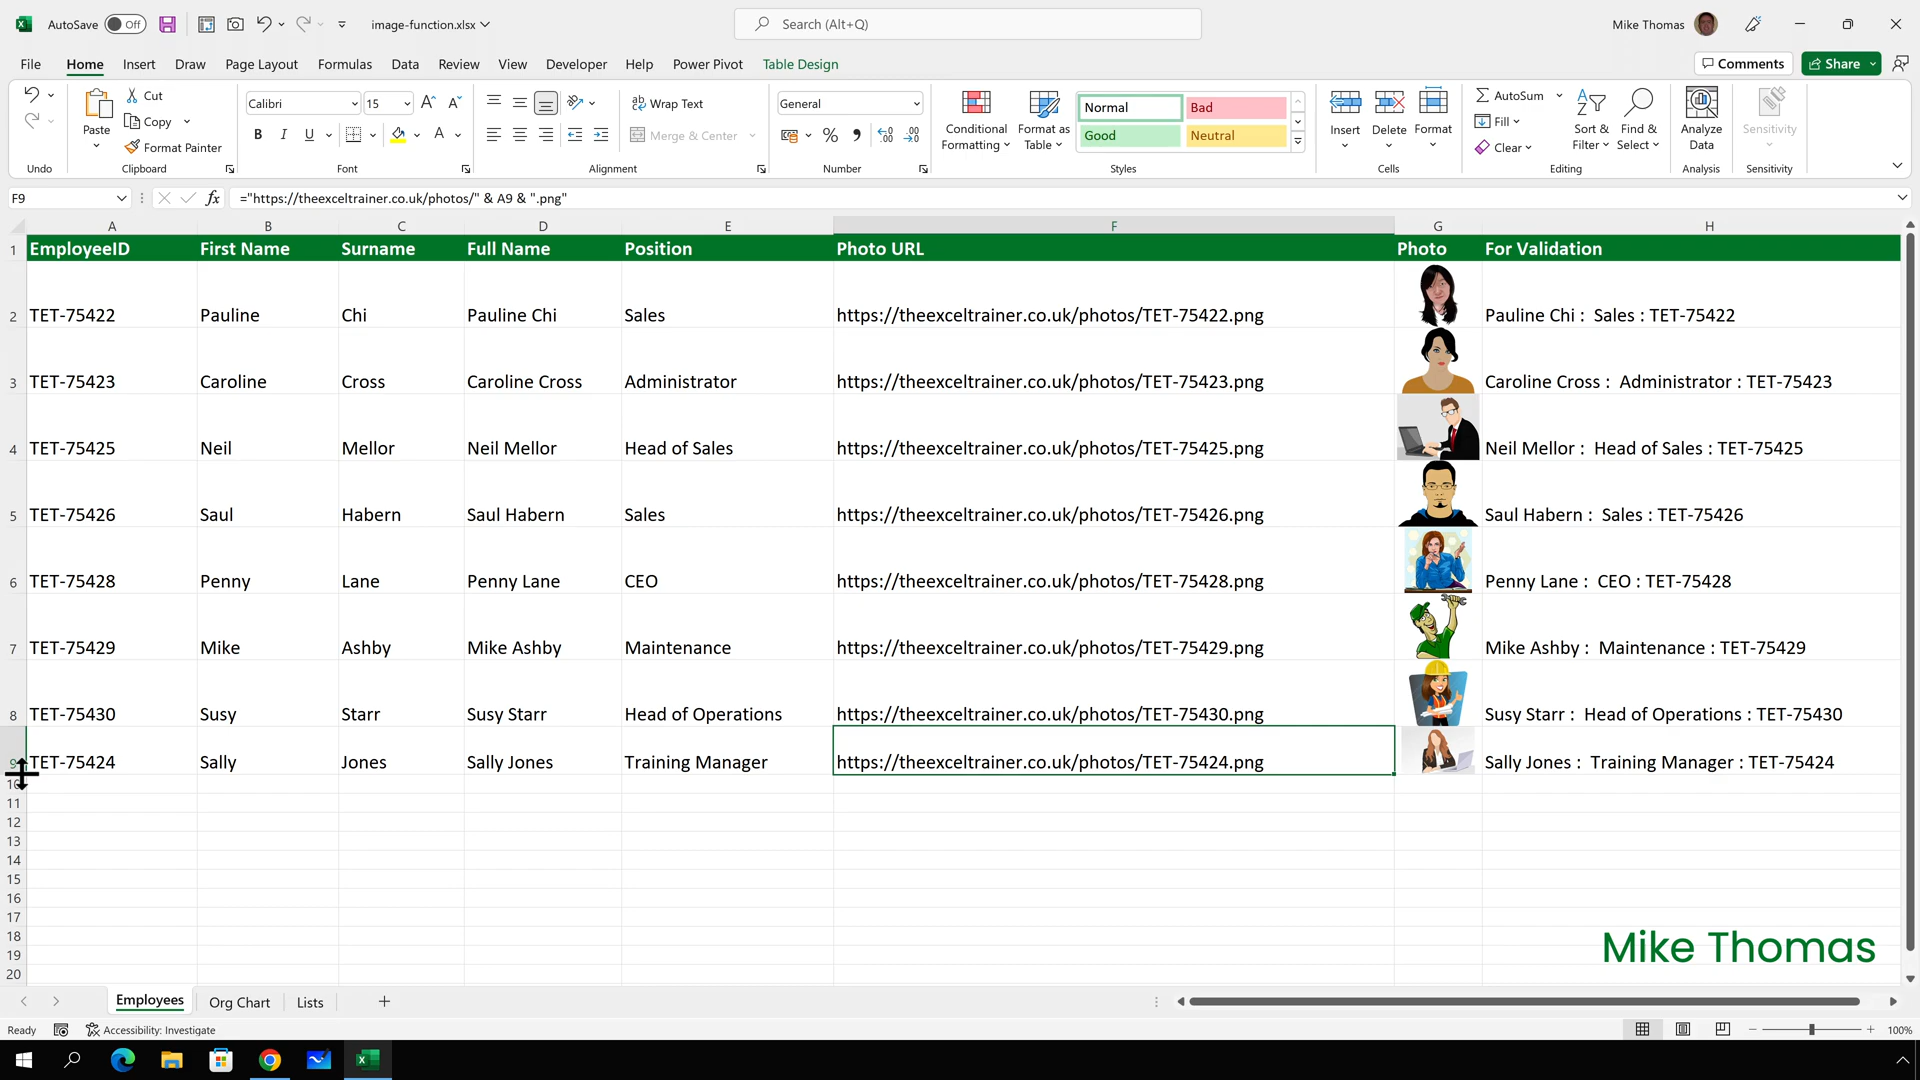 AutoSave Off image-function.xlsx Search (Alt+Q) Mike Thomas
File Home Insert Draw Page Layout Formulas Data Review View Developer Help Power Pivot Table Design Comments Share
Paste Cut Copy Format Painter
Calibri 15 B I U A
Wrap Text Merge & Center
General
Conditional Formatting Format as Table Normal Bad Good Neutral
Insert Delete Format
AutoSum Fill Clear Sort & Filter Find & Select
Analyze Data Sensitivity
Undo Clipboard Font Alignment Number Styles Cells Editing Analysis Sensitivity
F9 fx ="https://theexceltrainer.co.uk/photos/" & A9 & ".png"
A B C D E F G H
1 EmployeeID First Name Surname Full Name Position Photo URL Photo For Validation
2 TET-75422 Pauline Chi Pauline Chi Sales https://theexceltrainer.co.uk/photos/TET-75422.png Pauline Chi : Sales : TET-75422
3 TET-75423 Caroline Cross Caroline Cross Administrator https://theexceltrainer.co.uk/photos/TET-75423.png Caroline Cross : Administrator : TET-75423
4 TET-75425 Neil Mellor Neil Mellor Head of Sales https://theexceltrainer.co.uk/photos/TET-75425.png Neil Mellor : Head of Sales : TET-75425
5 TET-75426 Saul Habern Saul Habern Sales https://theexceltrainer.co.uk/photos/TET-75426.png Saul Habern : Sales : TET-75426
6 TET-75428 Penny Lane Penny Lane CEO https://theexceltrainer.co.uk/photos/TET-75428.png Penny Lane : CEO : TET-75428
7 TET-75429 Mike Ashby Mike Ashby Maintenance https://theexceltrainer.co.uk/photos/TET-75429.png Mike Ashby : Maintenance : TET-75429
8 TET-75430 Susy Starr Susy Starr Head of Operations https://theexceltrainer.co.uk/photos/TET-75430.png Susy Starr : Head of Operations : TET-75430
9 TET-75424 Sally Jones Sally Jones Training Manager https://theexceltrainer.co.uk/photos/TET-75424.png Sally Jones : Training Manager : TET-75424
10
11
12
13
14
15
16
17
18
19
20
Mike Thomas
Employees Org Chart Lists
Ready Accessibility: Investigate 100%